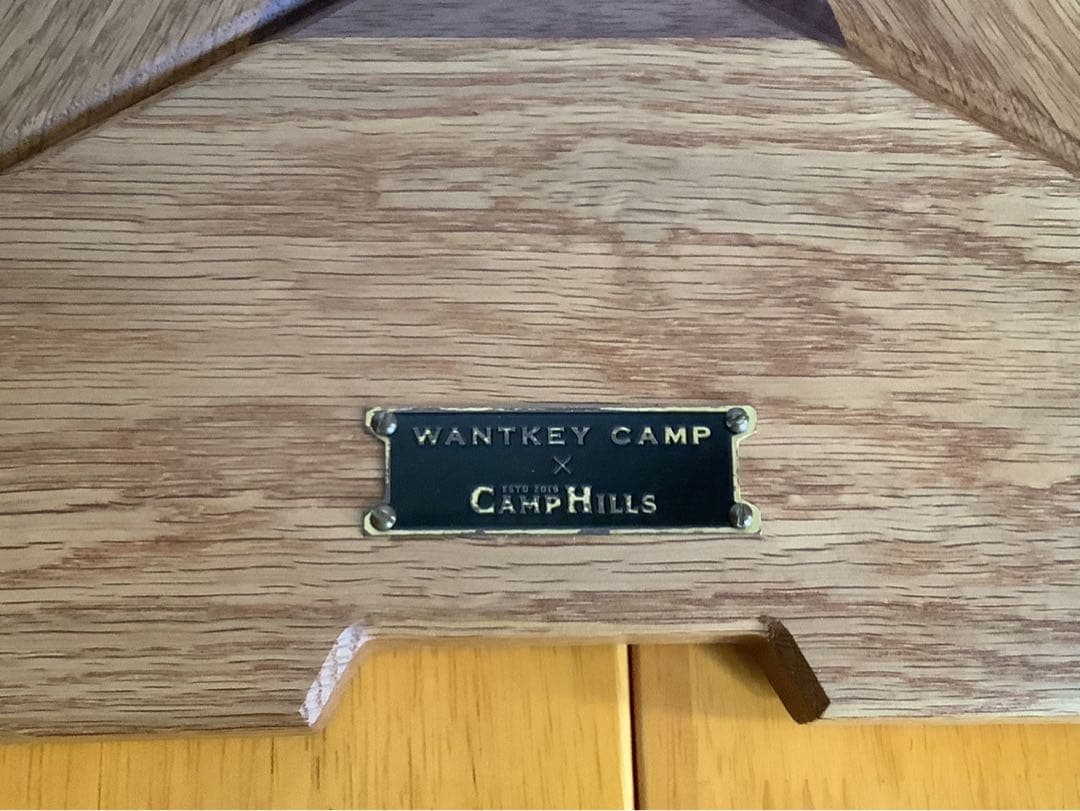 WANTKEY CAMP
×
ESTD 2019
CAMPHILLS